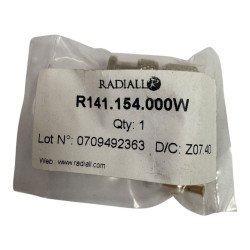 RADIALL
R141.154.000W
Qty: 1
Lot N°: 0709492363 D/C: Z07.40
Web: www.radiall.com